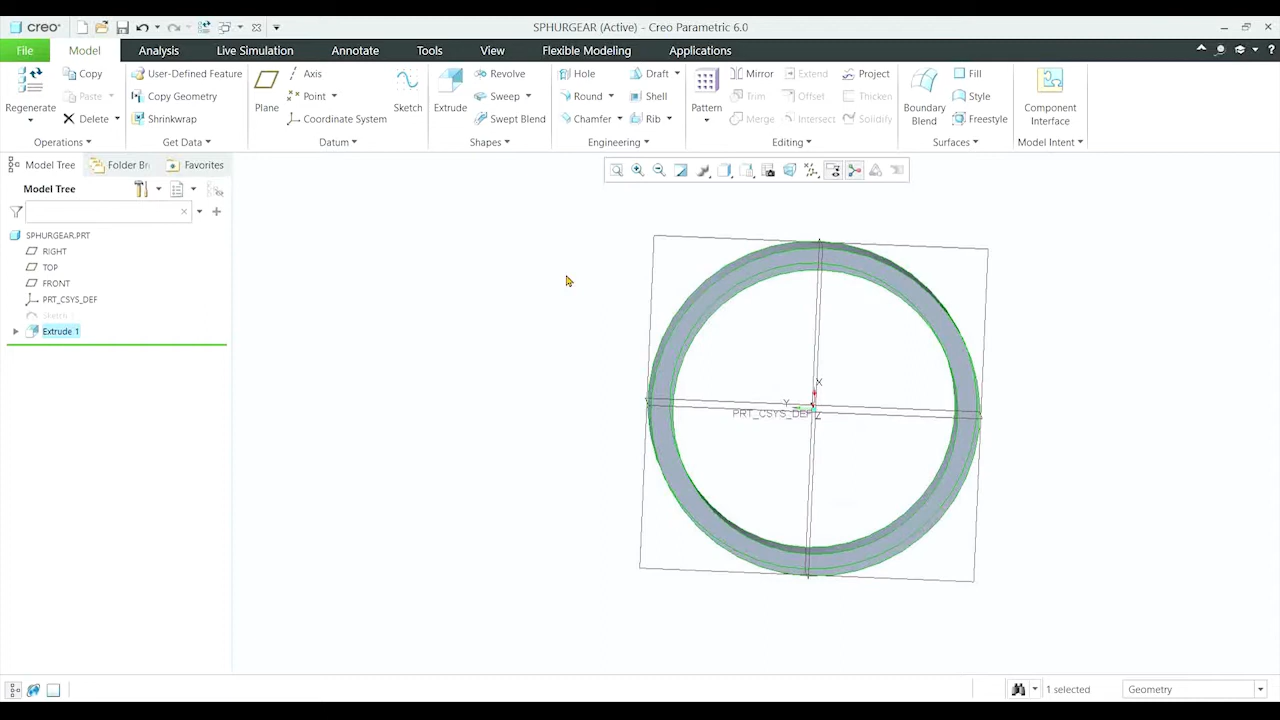 creo
SPHURGEAR (Active) - Creo Parametric 6.0
File
Model
Analysis
Live Simulation
Annotate
Tools
View
Flexible Modeling
Applications
Regenerate
Copy
Paste
Delete
Operations
User-Defined Feature
Copy Geometry
Shrinkwrap
Get Data
Plane
Axis
Point
Coordinate System
Sketch
Datum
Extrude
Revolve
Sweep
Swept Blend
Shapes
Hole
Round
Chamfer
Draft
Shell
Rib
Engineering
Pattern
Mirror
Trim
Merge
Extend
Offset
Intersect
Project
Thicken
Solidify
Editing
Boundary
Blend
Fill
Style
Freestyle
Surfaces
Component
Interface
Model Intent
Model Tree
Folder Br
Favorites
Model Tree
SPHURGEAR.PRT
RIGHT
TOP
FRONT
PRT_CSYS_DEF
Sketch 1
Extrude 1
X
Y
PRT_CSYS_DEF
Z
1 selected
Geometry